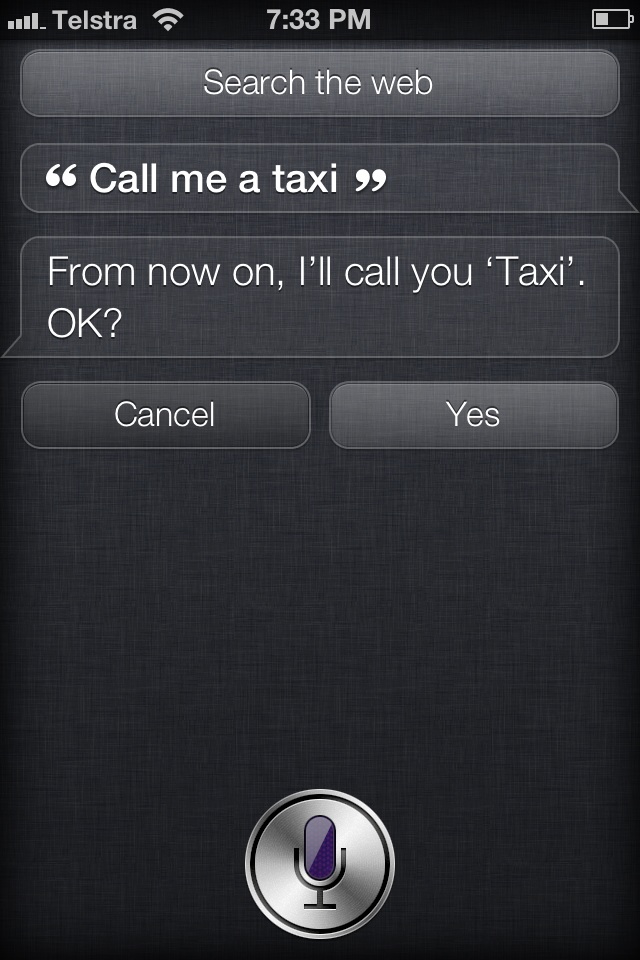 Telstra 7:33 PM
Search the web
“ Call me a taxi ”
From now on, I’ll call you ‘Taxi’.
OK?
Cancel Yes